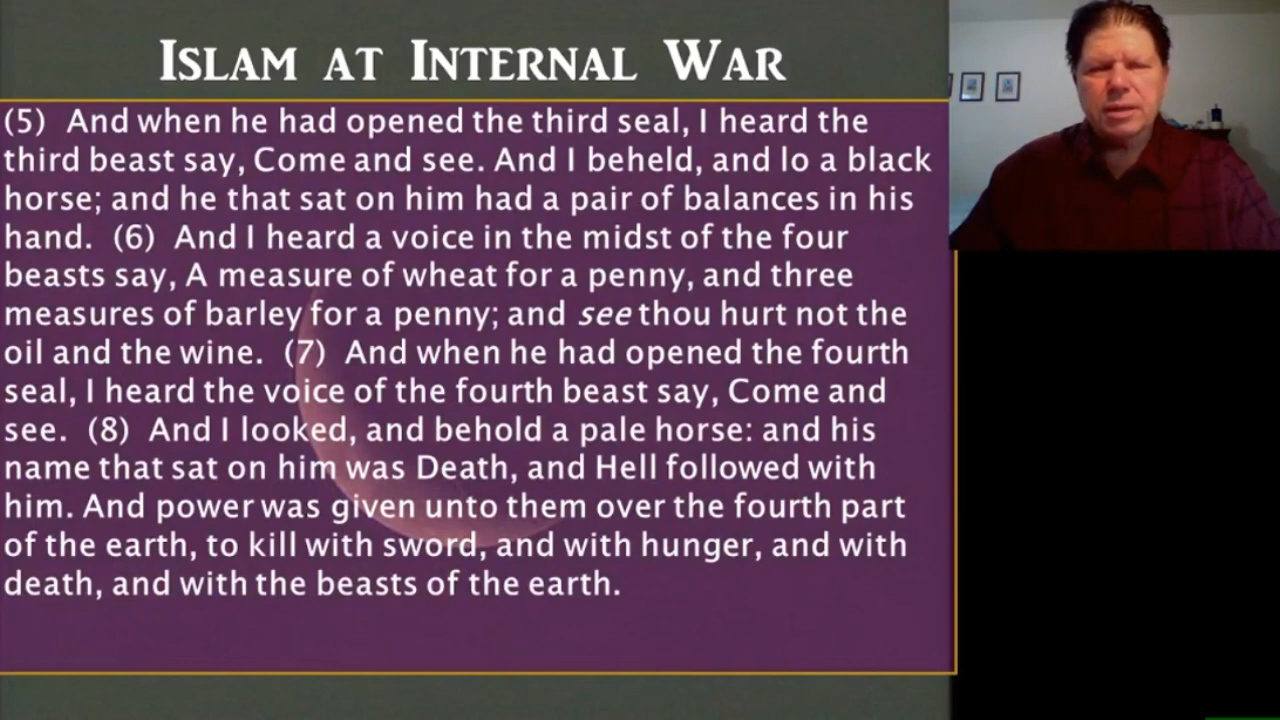 ISLAM AT INTERNAL WAR
(5) And when he had opened the third seal, I heard the
third beast say, Come and see. And I beheld, and lo a black
horse; and he that sat on him had a pair of balances in his
hand. (6) And I heard a voice in the midst of the four
beasts say, A measure of wheat for a penny, and three
measures of barley for a penny; and see thou hurt not the
oil and the wine. (7) And when he had opened the fourth
seal, I heard the voice of the fourth beast say, Come and
see. (8) And I looked, and behold a pale horse: and his
name that sat on him was Death, and Hell followed with
him. And power was given unto them over the fourth part
of the earth, to kill with sword, and with hunger, and with
death, and with the beasts of the earth.